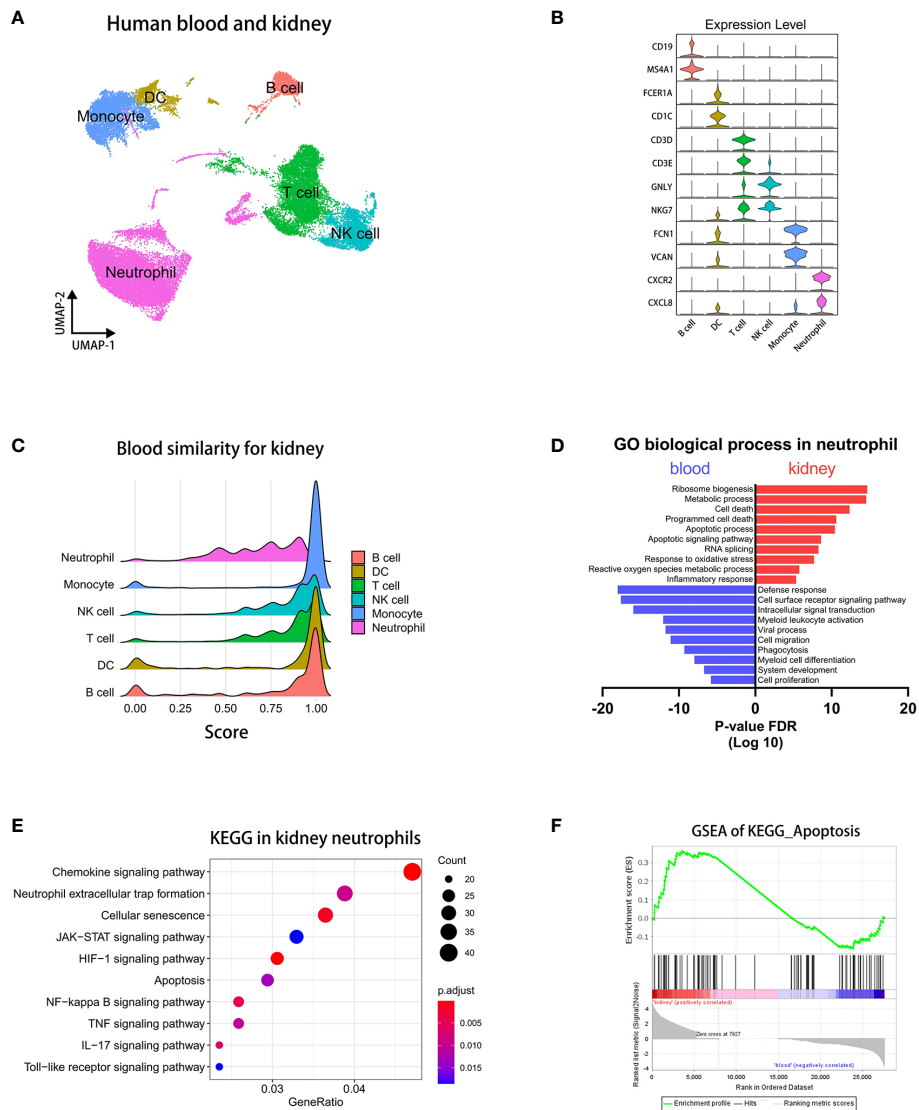 A
Human blood and kidney
B cell
DC
Monocyte
T cell
NK cell
Neutrophil
UMAP-2
UMAP-1
B
Expression Level
CD19
MS4A1
FCER1A
CD1C
CD3D
CD3E
GNLY
NKG7
FCN1
VCAN
CXCR2
CXCL8
B cell
DC
T cell
NK cell
Monocyte
Neutrophil
C
Blood similarity for kidney
Neutrophil
Monocyte
NK cell
T cell
DC
B cell
0.00 0.25 0.50 0.75 1.00
Score
B cell
DC
T cell
NK cell
Monocyte
Neutrophil
D
GO biological process in neutrophil
blood kidney
Ribosome biogenesis
Metabolic process
Cell death
Programmed cell death
Apoptotic process
Apoptotic signaling pathway
RNA splicing
Response to oxidative stress
Reactive oxygen species metabolic process
Inflammatory response
Defense response
Cell surface receptor signaling pathway
Intracellular signal transduction
Myeloid leukocyte activation
Viral process
Cell migration
Phagocytosis
Myeloid cell differentiation
System development
Cell proliferation
-20 -10 0 10 20
P-value FDR
(Log 10)
E
KEGG in kidney neutrophils
Chemokine signaling pathway
Neutrophil extracellular trap formation
Cellular senescence
JAK−STAT signaling pathway
HIF−1 signaling pathway
Apoptosis
NF−kappa B signaling pathway
TNF signaling pathway
IL−17 signaling pathway
Toll−like receptor signaling pathway
0.03 0.04
GeneRatio
Count
20
25
30
35
40
p.adjust
0.005
0.010
0.015
F
GSEA of KEGG_Apoptosis
Enrichment score (ES)
0.3
0.2
0.1
0.0
-0.1
'kidney' (positively correlated)
Ranked list metric (Signal2Noise)
4
2
0
-2
-4
Zero cross at 7927
'blood' (negatively correlated)
0 5,000 10,000 15,000 20,000 25,000
Rank in Ordered Dataset
Enrichment profile Hits Ranking metric scores